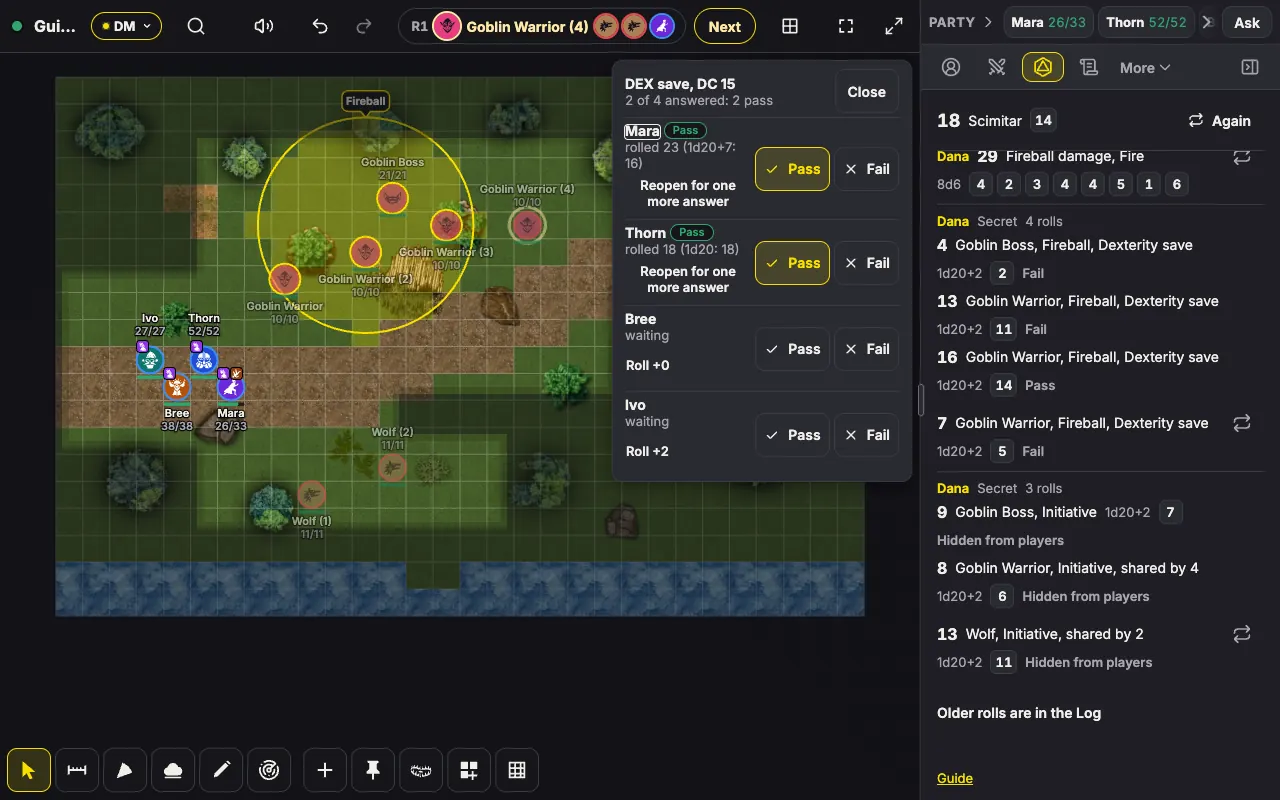 Gui...
DM
R1 Goblin Warrior (4)
Next
PARTY
Mara 26/33
Thorn 52/52
Ask
More
Fireball
Goblin Boss
21/21
Goblin Warrior (4)
10/10
Goblin Warrior (3)
10/10
Goblin Warrior (2)
10/10
Goblin Warrior
10/10
Ivo
27/27
Thorn
52/52
Bree
38/38
Mara
26/33
Wolf (2)
11/11
Wolf (1)
11/11
DEX save, DC 15
2 of 4 answered: 2 pass
Close
Mara Pass
rolled 23 (1d20+7:
16)
Reopen for one
more answer
Pass
Fail
Thorn Pass
rolled 18 (1d20: 18)
Reopen for one
more answer
Pass
Fail
Bree
waiting
Roll +0
Pass
Fail
Ivo
waiting
Roll +2
Pass
Fail
18 Scimitar 14
Again
Dana 29 Fireball damage, Fire
8d6 4 2 3 4 4 5 1 6
Dana Secret 4 rolls
4 Goblin Boss, Fireball, Dexterity save
1d20+2 2 Fail
13 Goblin Warrior, Fireball, Dexterity save
1d20+2 11 Fail
16 Goblin Warrior, Fireball, Dexterity save
1d20+2 14 Pass
7 Goblin Warrior, Fireball, Dexterity save
1d20+2 5 Fail
Dana Secret 3 rolls
9 Goblin Boss, Initiative 1d20+2 7
Hidden from players
8 Goblin Warrior, Initiative, shared by 4
1d20+2 6 Hidden from players
13 Wolf, Initiative, shared by 2
1d20+2 11 Hidden from players
Older rolls are in the Log
Guide